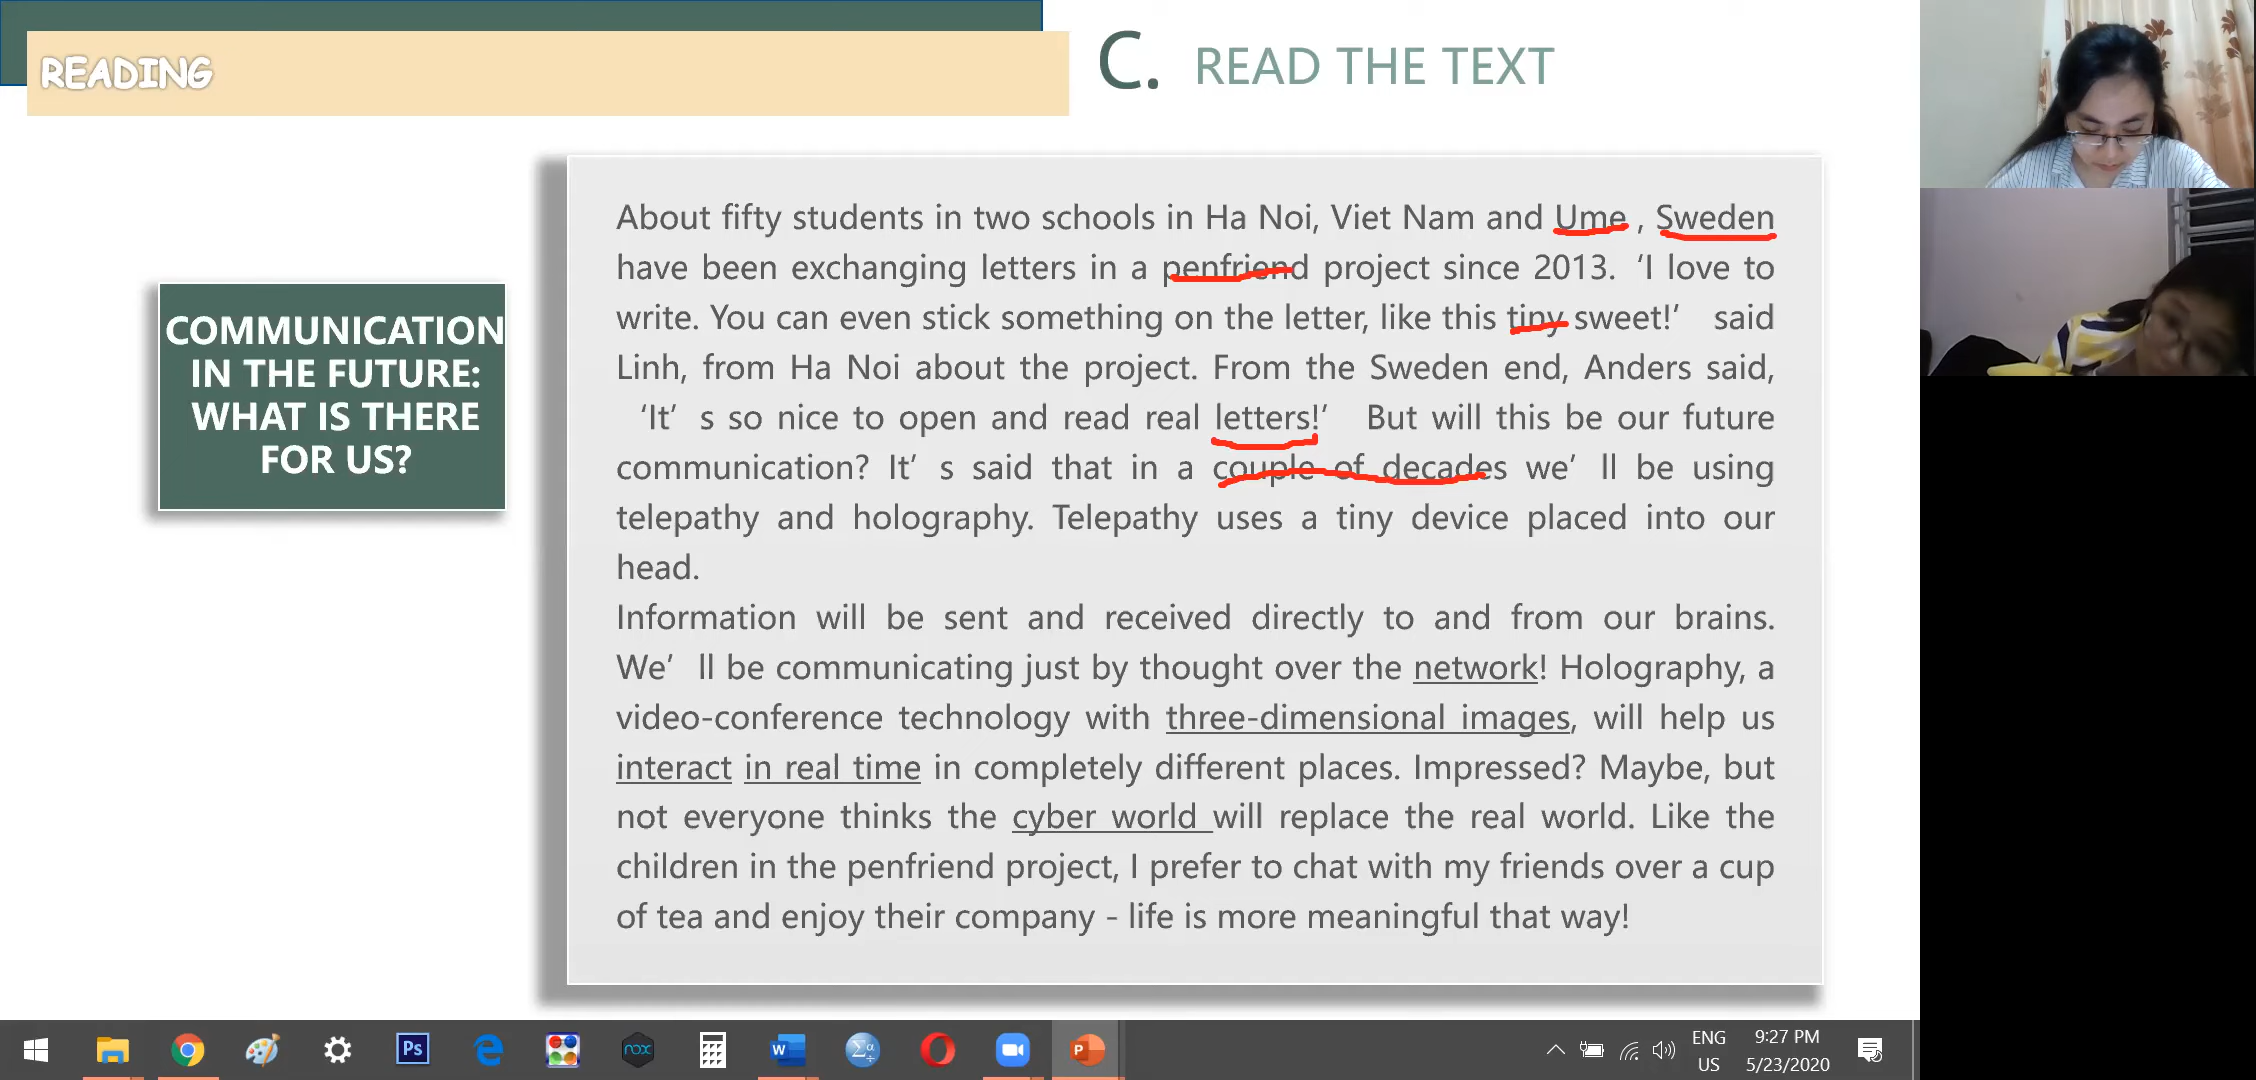 READING
C. READ THE TEXT
COMMUNICATION
IN THE FUTURE:
WHAT IS THERE
FOR US?
About fifty students in two schools in Ha Noi, Viet Nam and Ume , Sweden
have been exchanging letters in a penfriend project since 2013. ‘I love to
write. You can even stick something on the letter, like this tiny sweet!’ said
Linh, from Ha Noi about the project. From the Sweden end, Anders said,
‘It’ s so nice to open and read real letters!’ But will this be our future
communication? It’ s said that in a couple of decades we’ ll be using
telepathy and holography. Telepathy uses a tiny device placed into our
head.
Information will be sent and received directly to and from our brains.
We’ ll be communicating just by thought over the network! Holography, a
video-conference technology with three-dimensional images, will help us
interact in real time in completely different places. Impressed? Maybe, but
not everyone thinks the cyber world will replace the real world. Like the
children in the penfriend project, I prefer to chat with my friends over a cup
of tea and enjoy their company - life is more meaningful that way!
Ps
nox
W
Σα÷
P
ENG
US
9:27 PM
5/23/2020